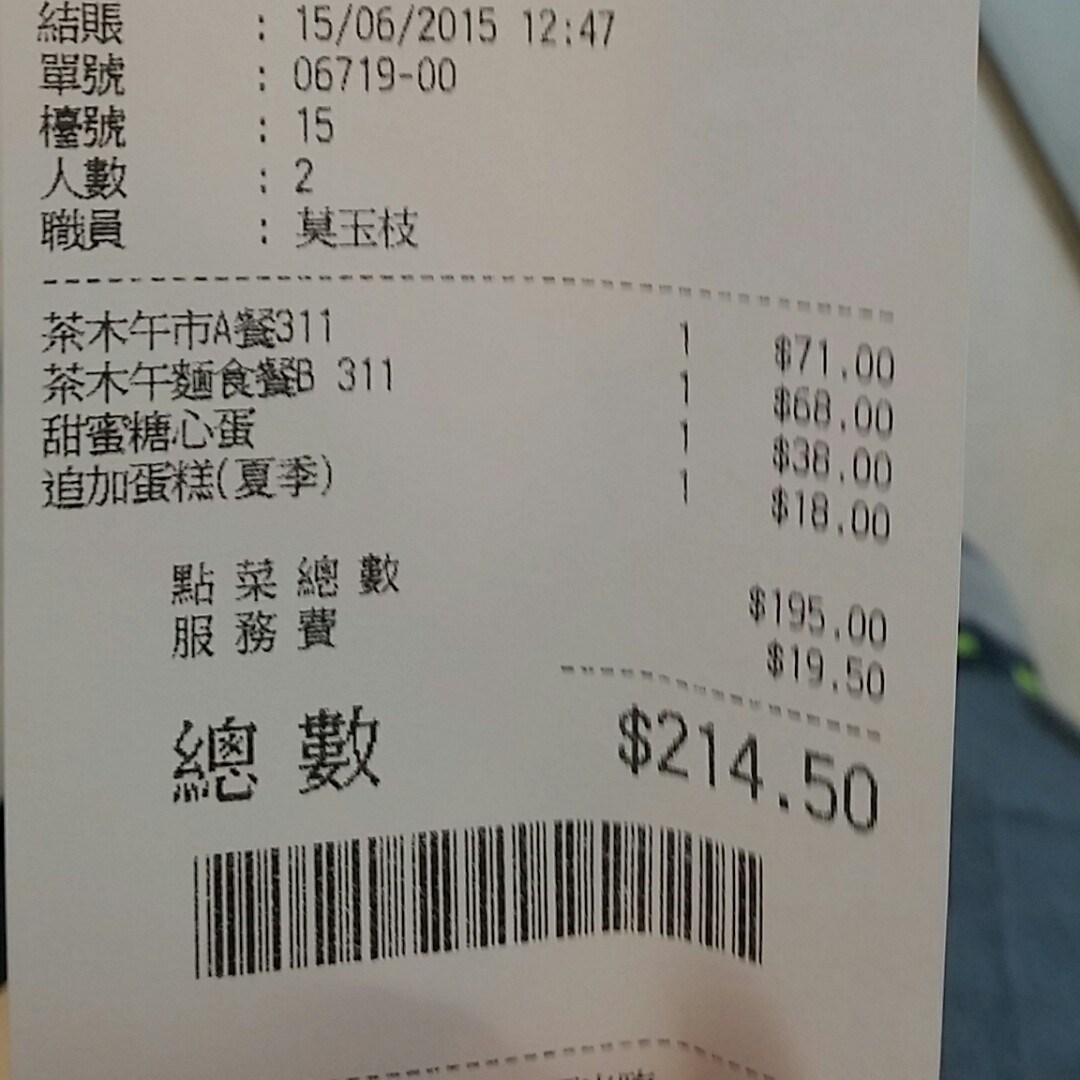 結賬 : 15/06/2015 12:47
單號 : 06719-00
檯號 : 15
人數 : 2
職員 : 莫玉枝
茶木午市A餐311 1 $71.00
茶木午麵食餐B 311 1 $68.00
甜蜜糖心蛋 1 $38.00
追加蛋糕(夏季) 1 $18.00
點菜總數 $195.00
服務費 $19.50
總數 $214.50